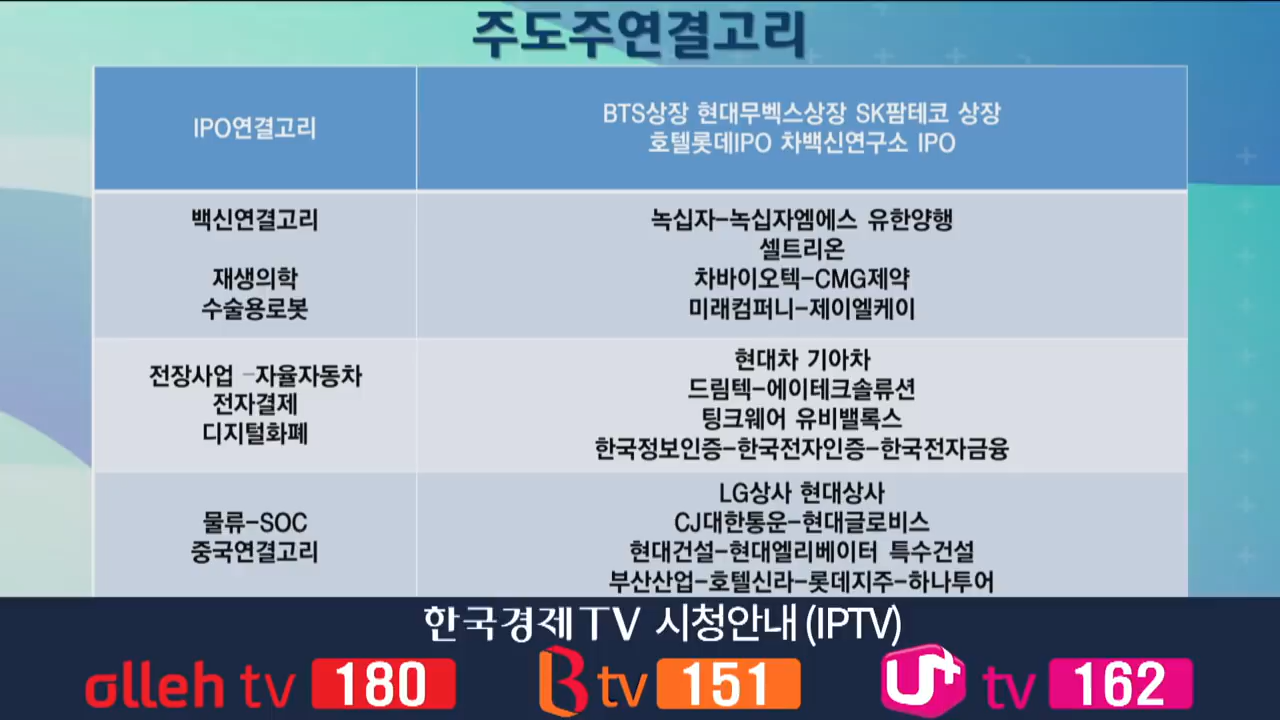 주도주연결고리
IPO연결고리
BTS상장 현대무벡스상장 SK팜테코 상장
호텔롯데IPO 차백신연구소 IPO
백신연결고리
재생의학
수술용로봇
녹십자-녹십자엠에스 유한양행
셀트리온
차바이오텍-CMG제약
미래컴퍼니-제이엘케이
전장사업 -자율자동차
전자결제
디지털화폐
현대차 기아차
드림텍-에이테크솔류션
팅크웨어 유비밸록스
한국정보인증-한국전자인증-한국전자금융
물류-SOC
중국연결고리
LG상사 현대상사
CJ대한통운-현대글로비스
현대건설-현대엘리베이터 특수건설
부산산업-호텔신라-롯데지주-하나투어
한국경제TV 시청안내(IPTV)
olleh tv 180 B tv 151 U+ tv 162